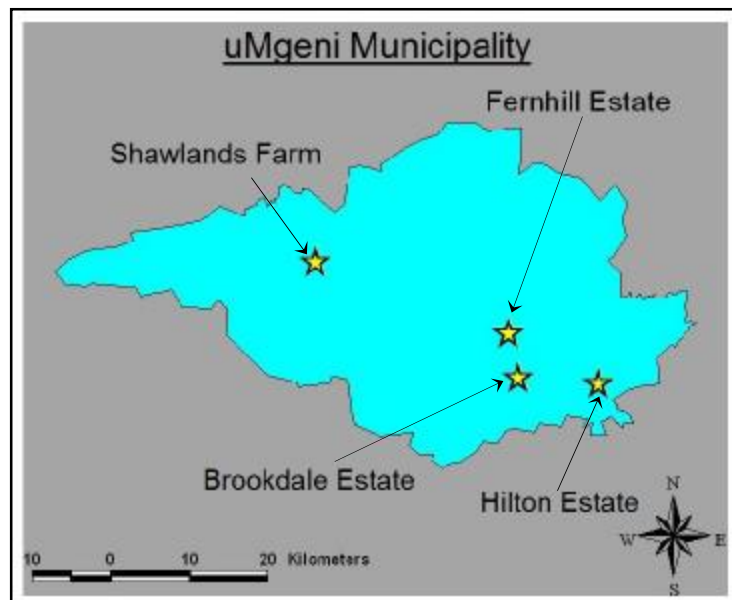 uMgeni Municipality
Fernhill Estate
Shawlands Farm
Brookdale Estate
Hilton Estate
N
W E
S
10 0 10 20 Kilometers